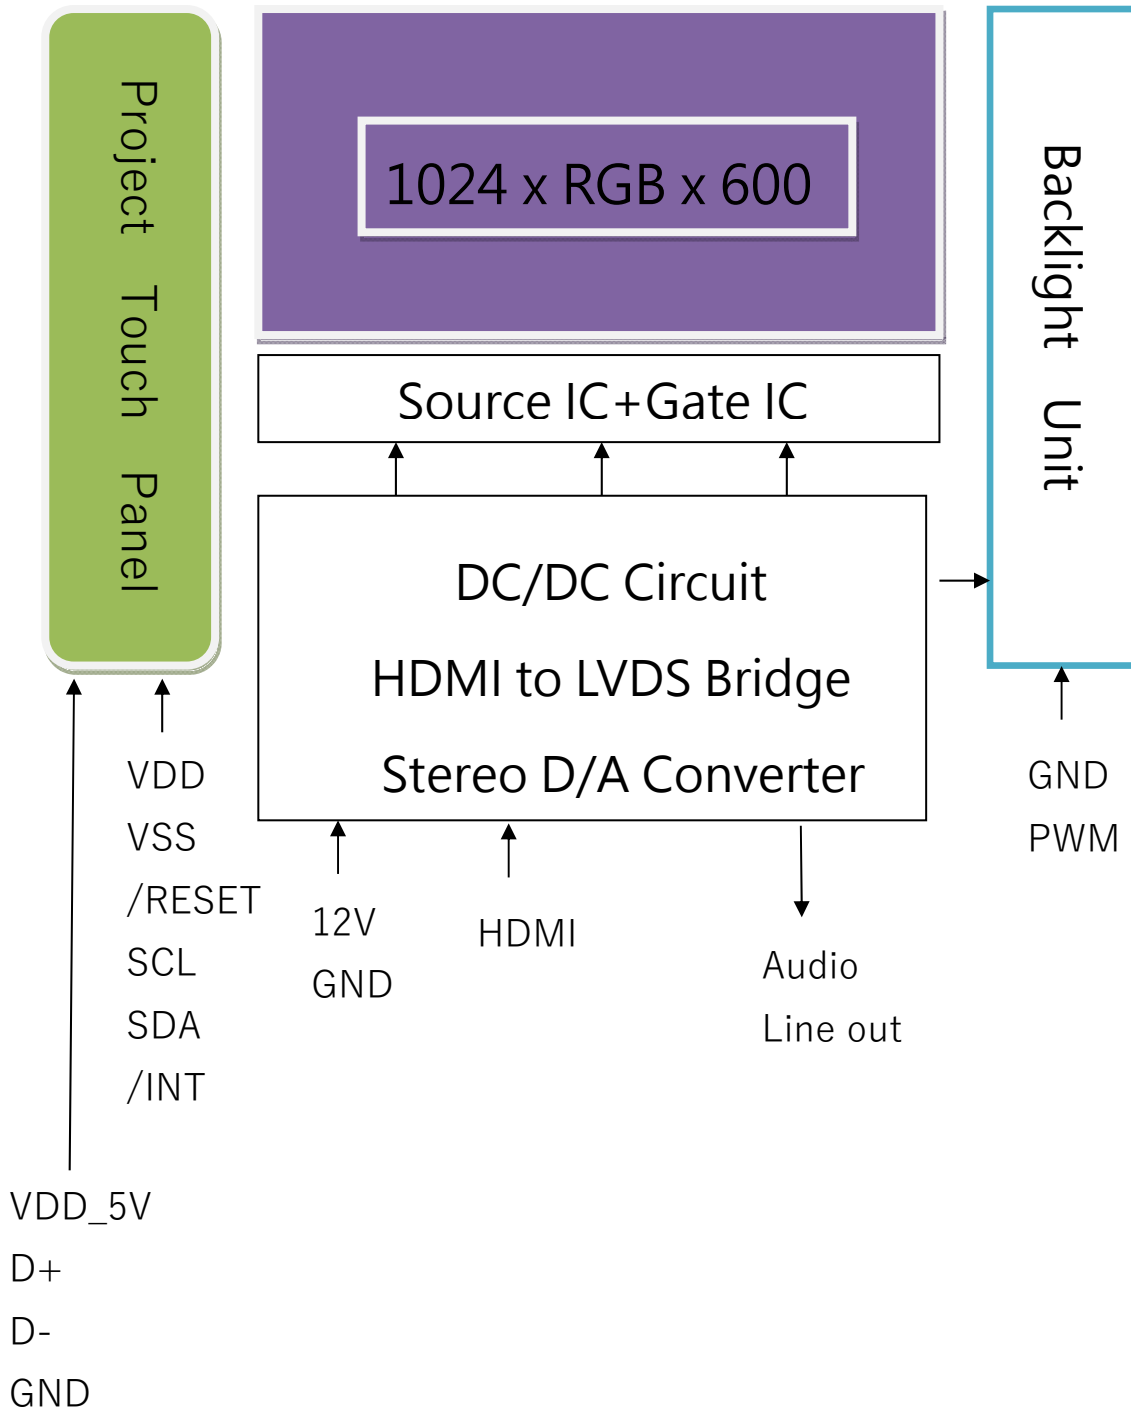 Project Touch Panel
1024 x RGB x 600
Backlight Unit
Source IC+Gate IC
DC/DC Circuit
HDMI to LVDS Bridge
Stereo D/A Converter
VDD
VSS
/RESET
SCL
SDA
/INT
12V
GND
HDMI
Audio
Line out
GND
PWM
VDD_5V
D+
D-
GND